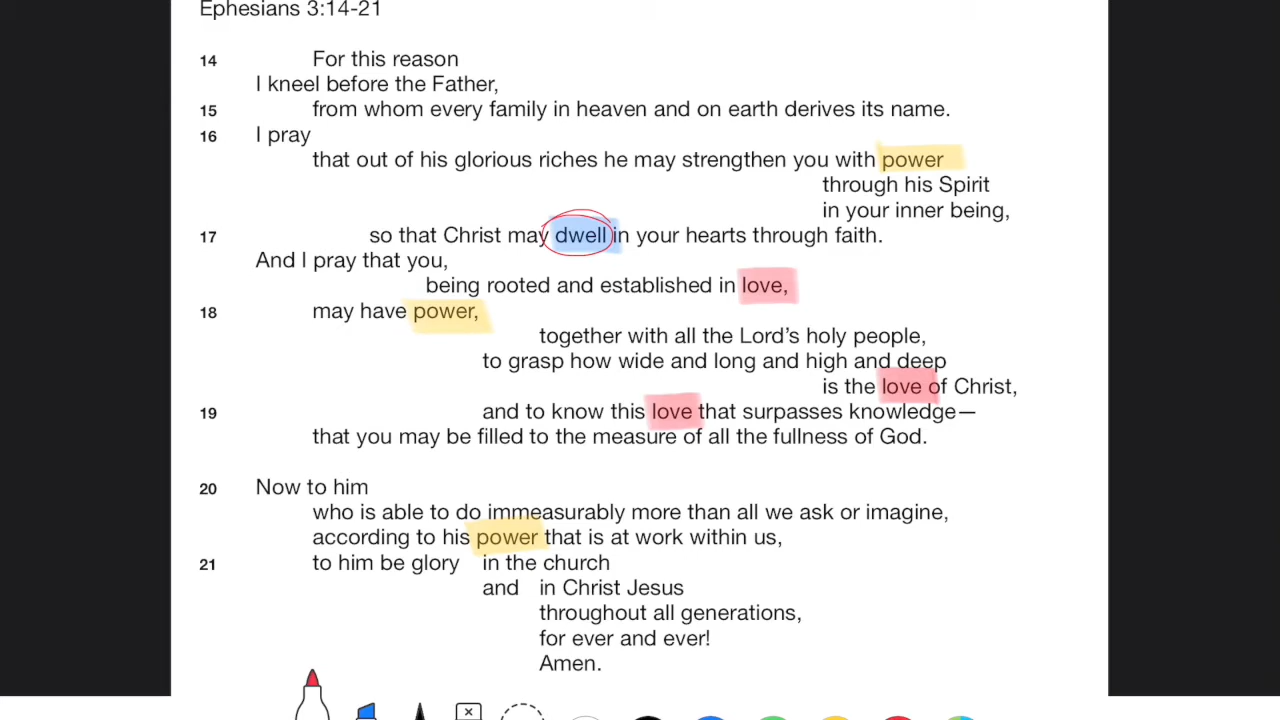 Ephesians 3:14-21
14 For this reason
I kneel before the Father,
15 from whom every family in heaven and on earth derives its name.
16 I pray
that out of his glorious riches he may strengthen you with power
through his Spirit
in your inner being,
17 so that Christ may dwell in your hearts through faith.
And I pray that you,
being rooted and established in love,
18 may have power,
together with all the Lord’s holy people,
to grasp how wide and long and high and deep
is the love of Christ,
19 and to know this love that surpasses knowledge—
that you may be filled to the measure of all the fullness of God.
20 Now to him
who is able to do immeasurably more than all we ask or imagine,
according to his power that is at work within us,
21 to him be glory in the church
and in Christ Jesus
throughout all generations,
for ever and ever!
Amen.